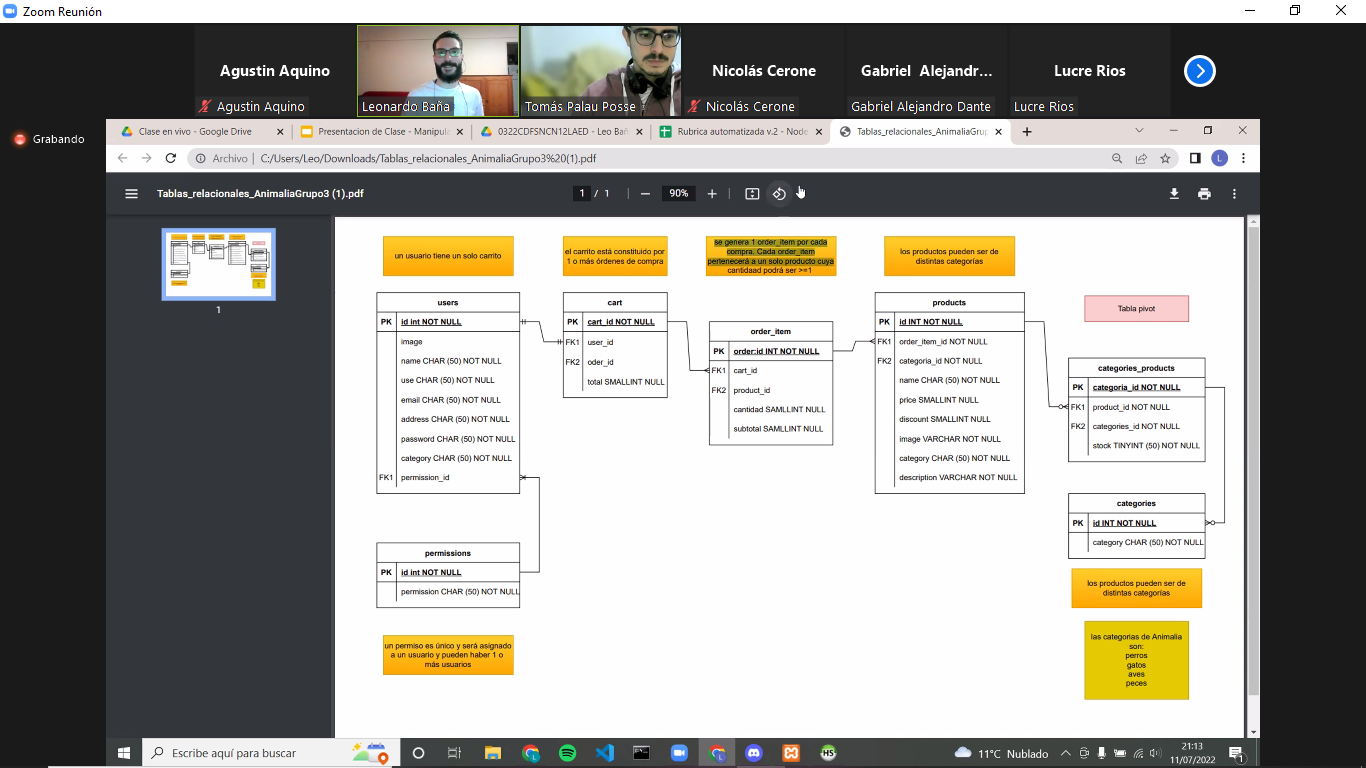 Zoom Reunión
Agustin Aquino
Nicolás Cerone
Gabriel Alejandr...
Lucre Rios
Agustin Aquino
Leonardo Baña
Tomás Palau Posse
Nicolás Cerone
Gabriel Alejandro Dante
Lucre Rios
Grabando
Clase en vivo - Google Drive
Presentacion de Clase - Manipul
0322CDFSNCN12LAED - Leo Bañ
Rubrica automatizada v.2 - Node
Tablas_relacionales_AnimaliaGrup
Archivo
C:/Users/Leo/Downloads/Tablas_relacionales_AnimaliaGrupo3%20(1).pdf
L
Tablas_relacionales_AnimaliaGrupo3 (1).pdf
1 / 1
90%
1
un usuario tiene un solo carrito
el carrito está constituido por
1 o más órdenes de compra
se genera 1 order_item por cada
compra. Cada order_item
pertenecerá a un solo producto cuya
cantidaad podrá ser >=1
los productos pueden ser de
distintas categorías
Tabla pivot
users
PK id int NOT NULL
image
name CHAR (50) NOT NULL
use CHAR (50) NOT NULL
email CHAR (50) NOT NULL
address CHAR (50) NOT NULL
password CHAR (50) NOT NULL
category CHAR (50) NOT NULL
FK1 permission_id
cart
PK cart_id NOT NULL
FK1 user_id
FK2 oder_id
total SMALLINT NULL
order_item
PK order:id INT NOT NULL
FK1 cart_id
FK2 product_id
cantidad SAMLLINT NULL
subtotal SAMLLINT NULL
products
PK id INT NOT NULL
FK1 order_item_id NOT NULL
FK2 categoria_id NOT NULL
name CHAR (50) NOT NULL
price SMALLINT NULL
discount SMALLINT NULL
image VARCHAR NOT NULL
category CHAR (50) NOT NULL
description VARCHAR NOT NULL
categories_products
PK categoria_id NOT NULL
FK1 product_id NOT NULL
FK2 categories_id NOT NULL
stock TINYINT (50) NOT NULL
categories
PK id INT NOT NULL
category CHAR (50) NOT NULL
permissions
PK id int NOT NULL
permission CHAR (50) NOT NULL
los productos pueden ser de
distintas categorías
un permiso es único y será asignado
a un usuario y pueden haber 1 o
más usuarios
las categorias de Animalia
son:
perros
gatos
aves
peces
Escribe aquí para buscar
11°C Nublado
21:13
11/07/2022
1